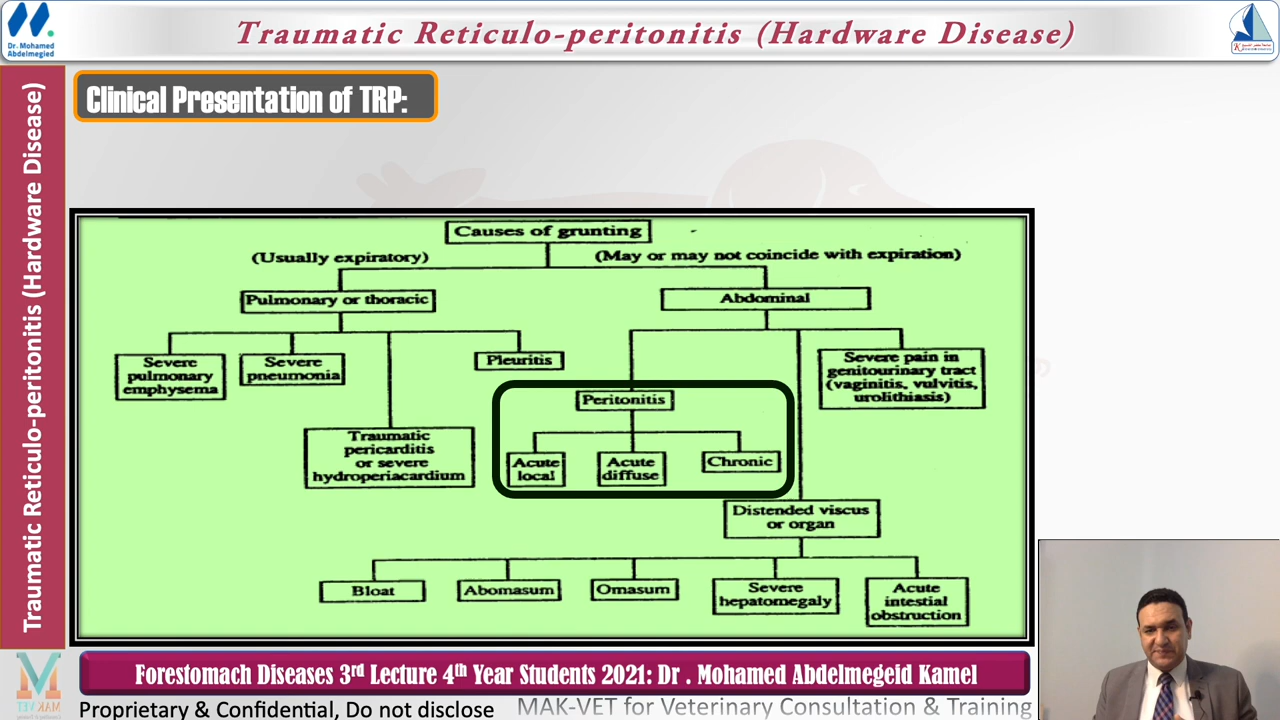 Dr. Mohamed
Abdelmegied
Traumatic Reticulo-peritonitis (Hardware Disease)
Traumatic Reticulo-peritonitis (Hardware Disease)
Clinical Presentation of TRP:
Causes of grunting
(Usually expiratory)
(May or may not coincide with expiration)
Pulmonary or thoracic
Abdominal
Severe
pulmonary
emphysema
Severe
pneumonia
Pleuritis
Severe pain in
genitourinary tract
(vaginitis, vulvitis,
urolithiasis)
Traumatic
pericarditis
or severe
hydroperiacardium
Peritonitis
Acute
local
Acute
diffuse
Chronic
Distended viscus
or organ
Bloat
Abomasum
Omasum
Severe
hepatomegaly
Acute
intestial
obstruction
Forestomach Diseases 3rd Lecture 4th Year Students 2021: Dr . Mohamed Abdelmegeid Kamel
MAK-VET
Proprietary & Confidential, Do not disclose
MAK-VET for Veterinary Consultation & Training